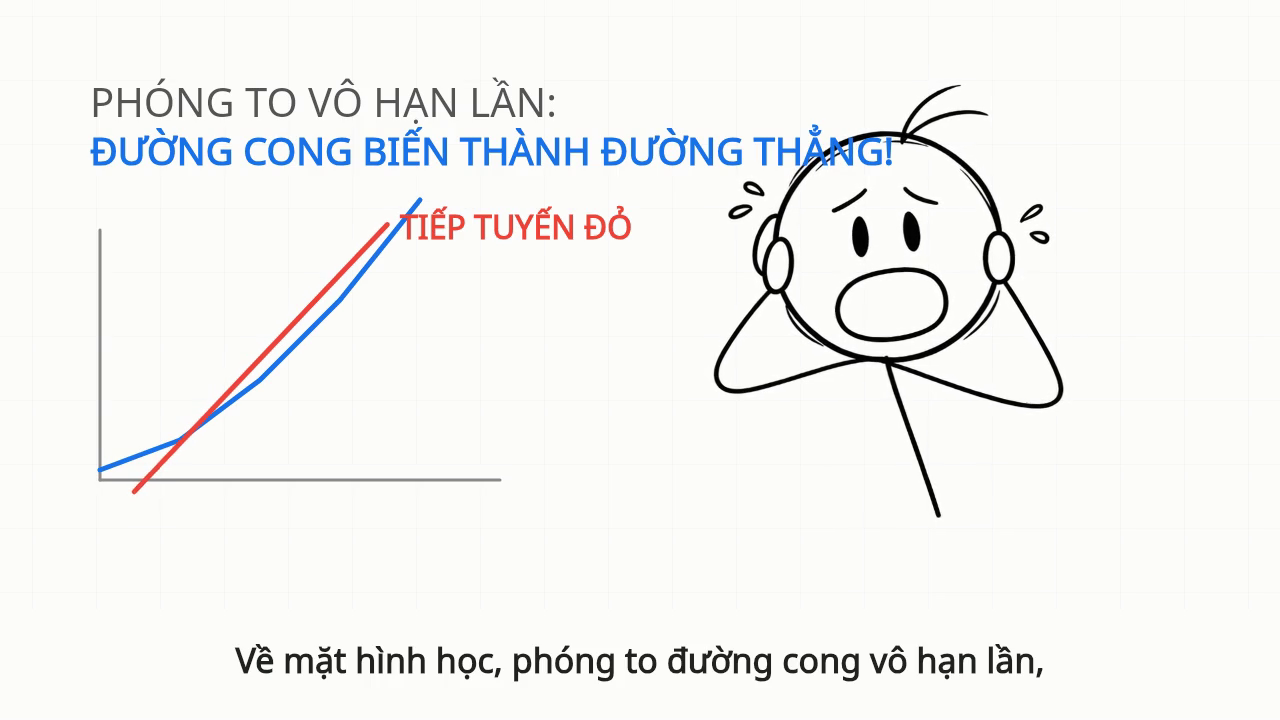 PHÓNG TO VÔ HẠN LẦN:
ĐƯỜNG CONG BIẾN THÀNH ĐƯỜNG THẲNG!
TIẾP TUYẾN ĐỎ
Về mặt hình học, phóng to đường cong vô hạn lần,